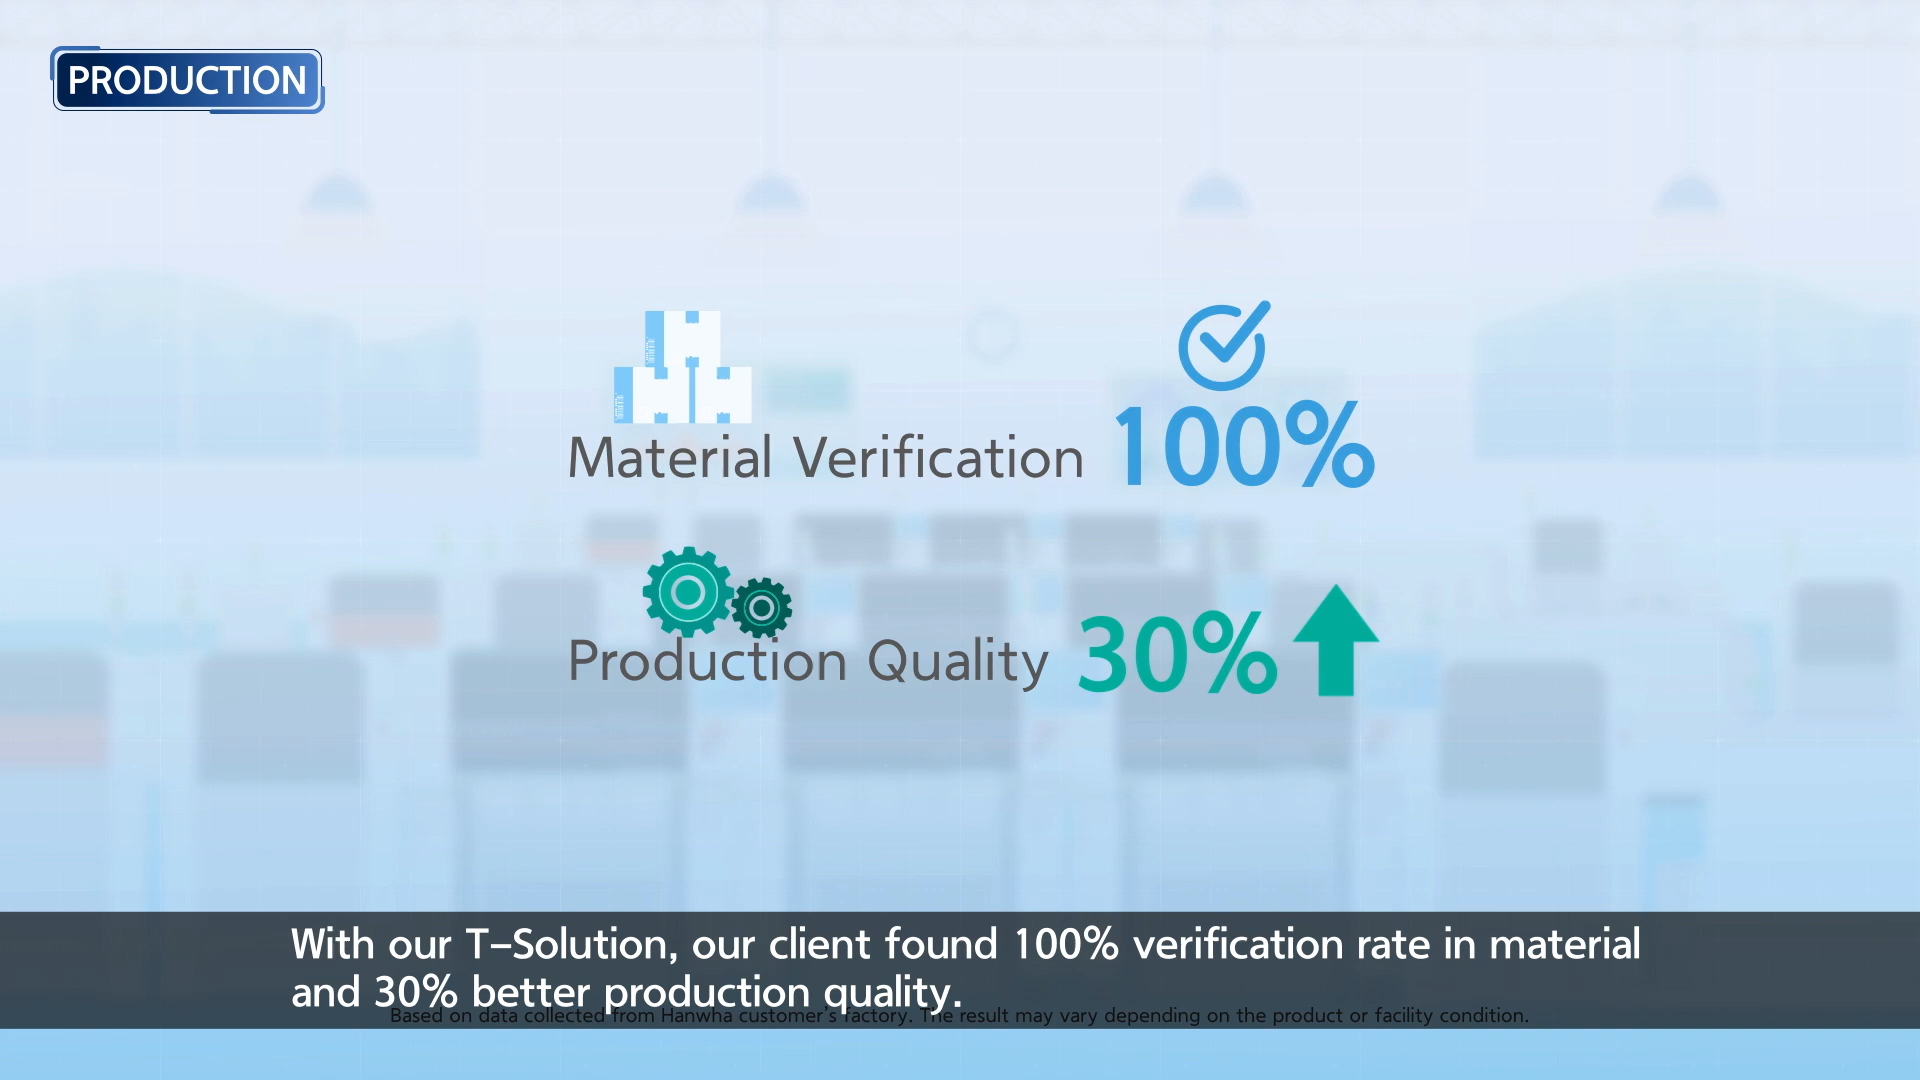 PRODUCTION
Material Verification 100%
Production Quality 30%
With our T-Solution, our client found 100% verification rate in material
and 30% better production quality.
Based on data collected from Hanwha customer's factory. The result may vary depending on the product or facility condition.